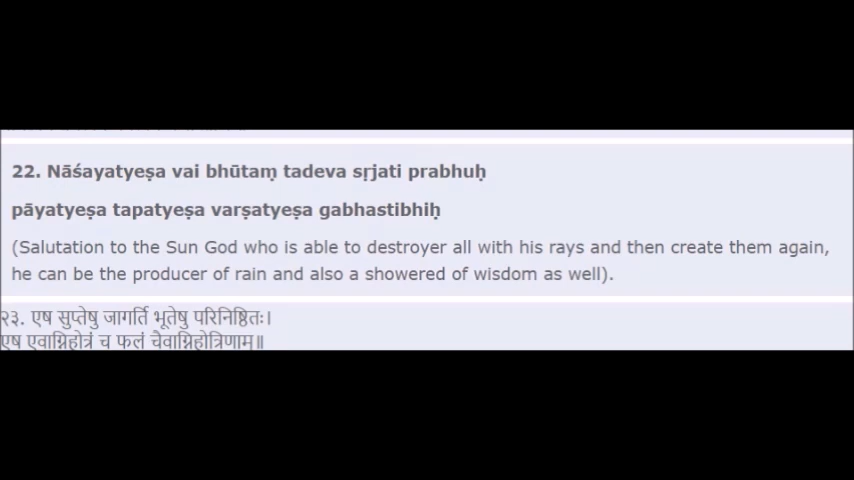 22. Nāśayatyeṣa vai bhūtaṃ tadeva sṛjati prabhuḥ
pāyatyeṣa tapatyeṣa varṣatyeṣa gabhastibhiḥ
(Salutation to the Sun God who is able to destroyer all with his rays and then create them again,
he can be the producer of rain and also a showered of wisdom as well).
२३. एष सुप्तेषु जागर्ति भूतेषु परिनिष्ठितः।
एष एवाग्निहोत्रं च फलं चैवाग्निहोत्रिणाम्॥